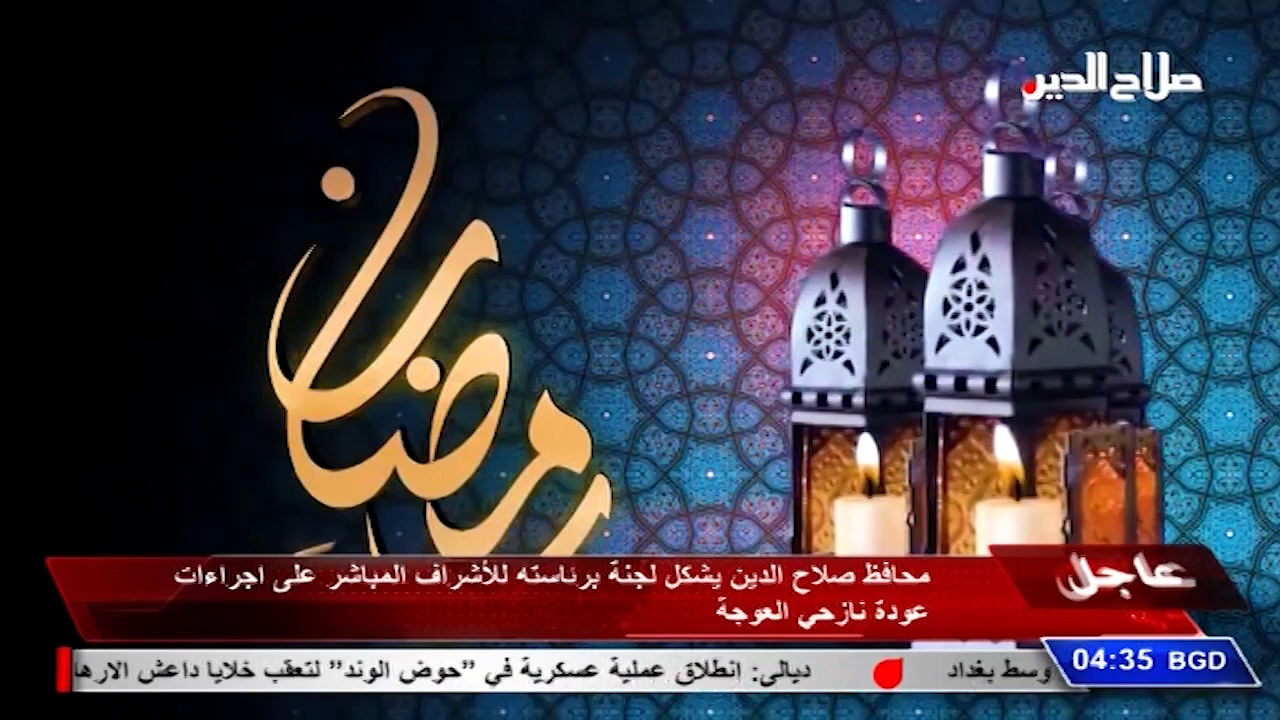 صلاح الدين
رمضان
عاجل
محافظ صلاح الدين يشكل لجنة برئاسته للأشراف المباشر على اجراءات
عودة نازحي العوجة
04:35 BGD
وسط بغداد
ديالى: إنطلاق عملية عسكرية في ”حوض الوند” لتعقب خلايا داعش الارها